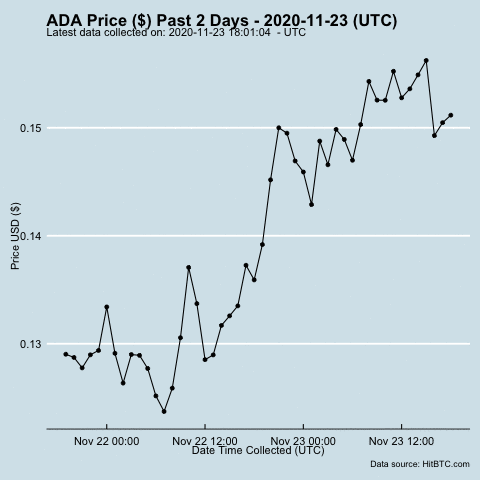 ADA Price ($) Past 2 Days - 2020-11-23 (UTC)
Latest data collected on: 2020-11-23 18:01:04 - UTC
0.15
0.14
0.13
Price USD ($)
Nov 22 00:00 Nov 22 12:00 Nov 23 00:00 Nov 23 12:00
Date Time Collected (UTC)
Data source: HitBTC.com